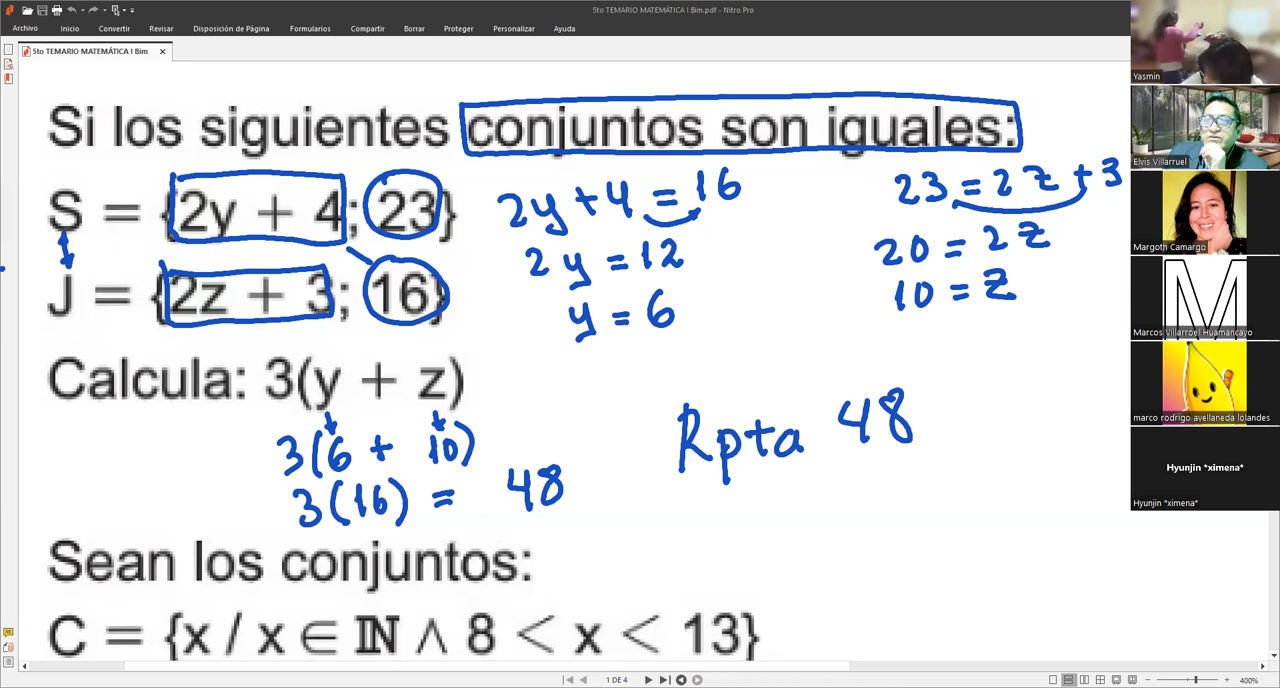 5to TEMARIO MATEMÁTICA I Bim.pdf - Nitro Pro
Archivo Inicio Convertir Revisar Disposición de Página Formularios Compartir Borrar Proteger Personalizar Ayuda
5to TEMARIO MATEMÁTICA I Bim
Si los siguientes conjuntos son iguales:
S = {2y + 4; 23}
J = {2z + 3; 16}
2y + 4 = 16
2y = 12
y = 6
23 = 2z + 3
20 = 2z
10 = z
Calcula: 3(y + z)
3(6 + 10)
3(16) = 48
Rpta 48
Sean los conjuntos:
C = {x / x ∈ IN ∧ 8 < x < 13}
Yasmin
Elvis Villarruel
Margoth Camargo
M
Marcos Villarroel Huamancayo
marco rodrigo avellaneda lolandes
Hyunjin *ximena*
Hyunjin *ximena*
1 DE 4
400%